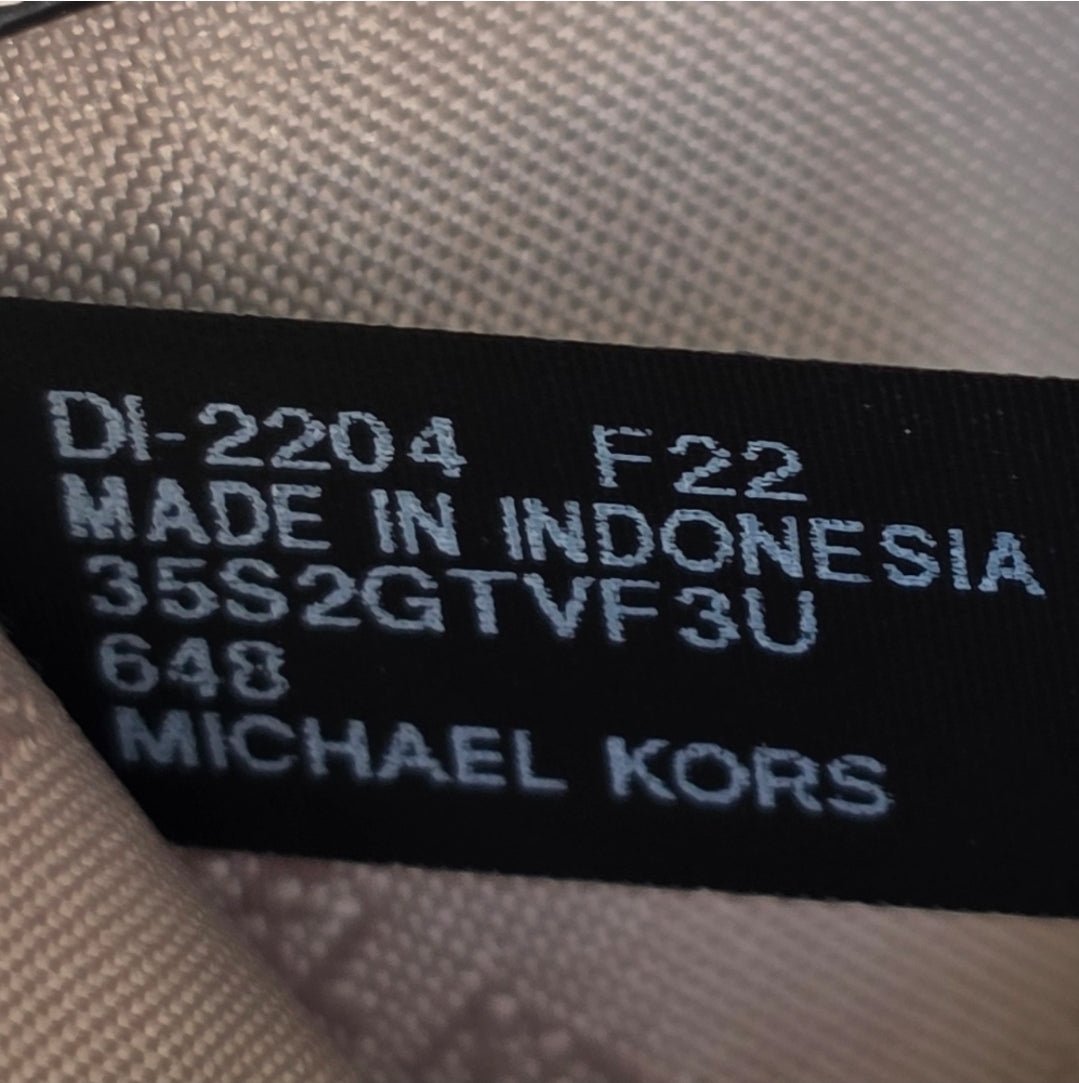 DI-2204 F22
MADE IN INDONESIA
35S2GTVF3U
648
MICHAEL KORS